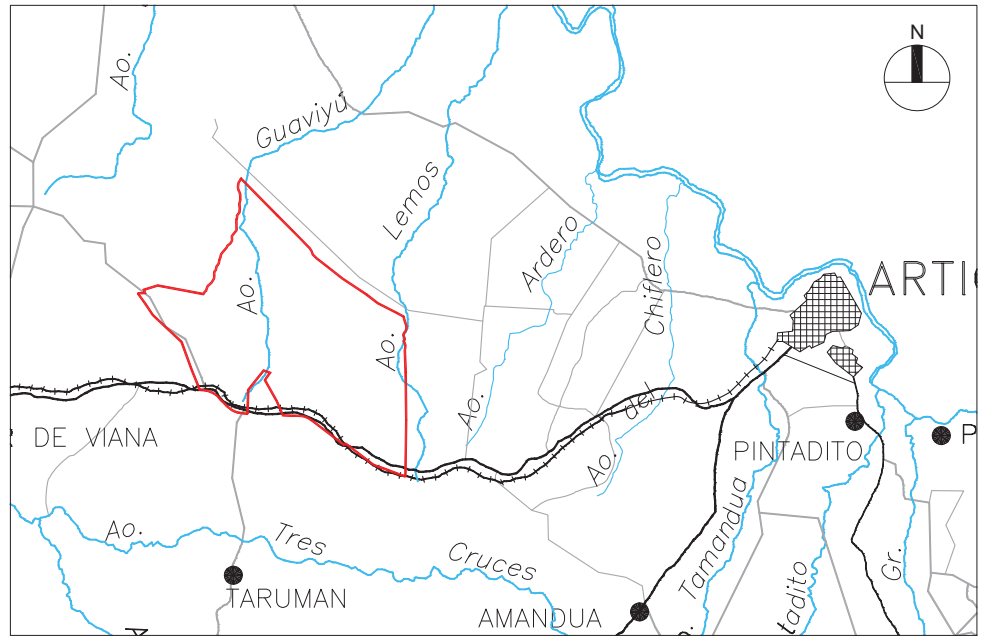 N
Ao.
Guaviyú
Lemos
Ardero
Chiflero
ARTI
Ao.
Ao.
Ao.
del
Ao.
DE VIANA
PINTADITO
P
Ao.
Tres
Cruces
Tamandua
Gr.
TARUMAN
AMANDUA
tadito